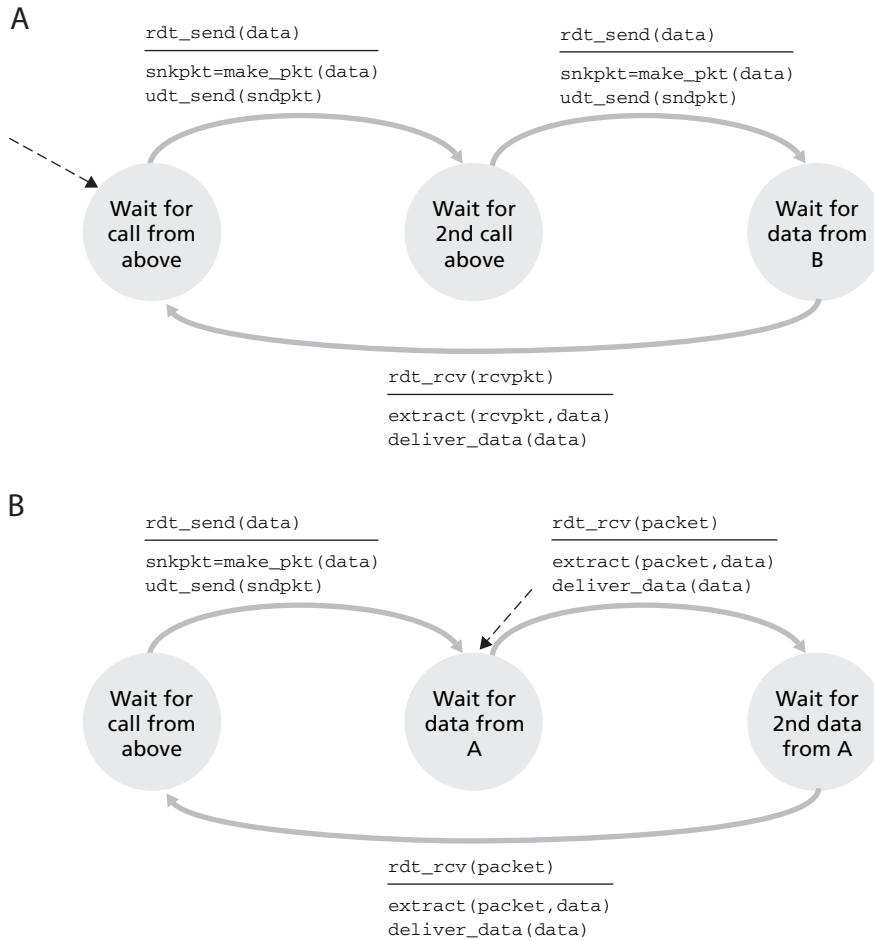 A
rdt_send(data)
snkpkt=make_pkt(data)
udt_send(sndpkt)
rdt_send(data)
snkpkt=make_pkt(data)
udt_send(sndpkt)
Wait for
call from
above
Wait for
2nd call
above
Wait for
data from
B
rdt_rcv(rcvpkt)
extract(rcvpkt,data)
deliver_data(data)
B
rdt_send(data)
snkpkt=make_pkt(data)
udt_send(sndpkt)
rdt_rcv(packet)
extract(packet,data)
deliver_data(data)
Wait for
call from
above
Wait for
data from
A
Wait for
2nd data
from A
rdt_rcv(packet)
extract(packet,data)
deliver_data(data)